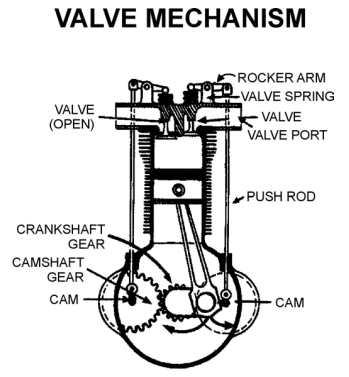 VALVE MECHANISM
ROCKER ARM
VALVE SPRING
VALVE
(OPEN)
VALVE
VALVE PORT
PUSH ROD
CRANKSHAFT
GEAR
CAMSHAFT
GEAR
CAM
CAM